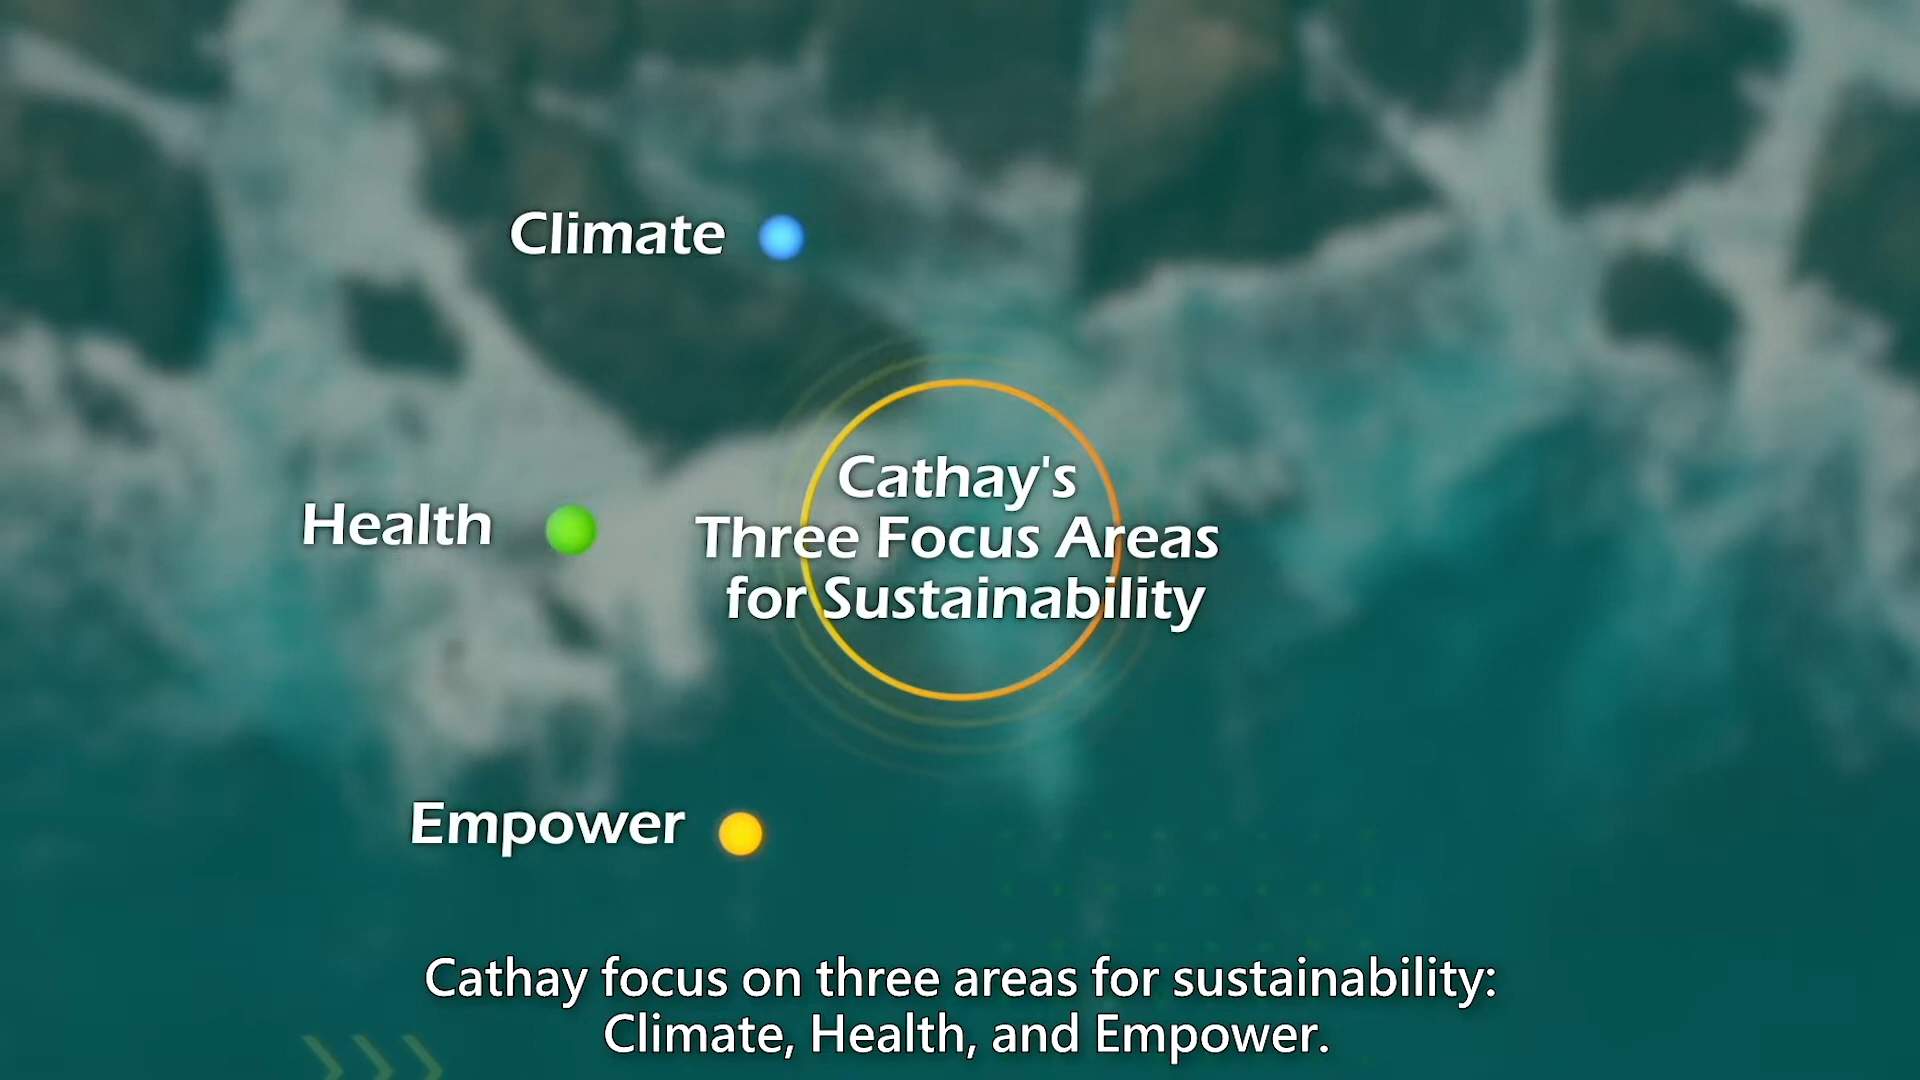 Climate
Health
Cathay's
Three Focus Areas
for Sustainability
Empower
Cathay focus on three areas for sustainability:
Climate, Health, and Empower.